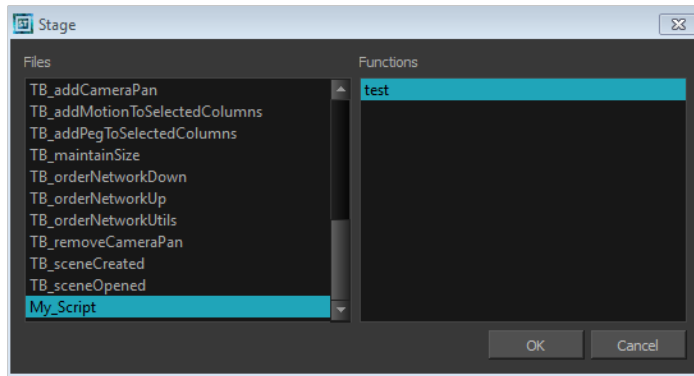 Stage
Files
Functions
TB_addCameraPan
TB_addMotionToSelectedColumns
TB_addPegToSelectedColumns
TB_maintainSize
TB_orderNetworkDown
TB_orderNetworkUp
TB_orderNetworkUtils
TB_removeCameraPan
TB_sceneCreated
TB_sceneOpened
My_Script
test
OK
Cancel